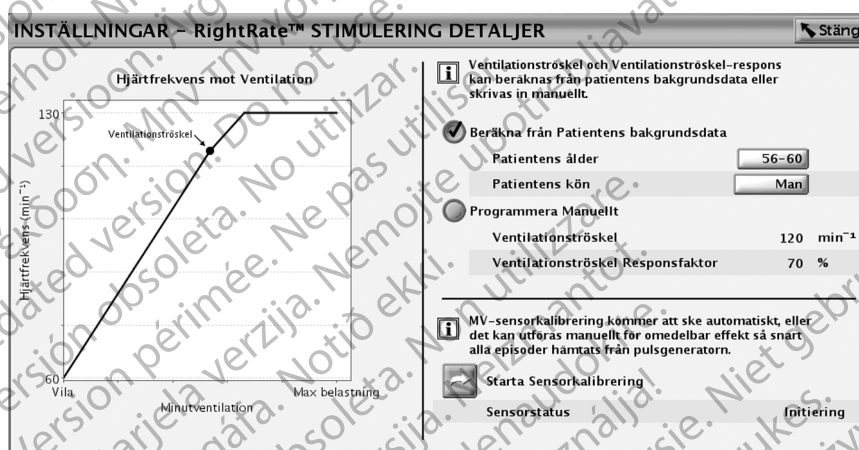 INSTÄLLNINGAR – RightRate™ STIMULERING DETALJER
Stäng
Hjärtfrekvens mot Ventilation
130
Ventilationströskel
Hjärtfrekvens (min⁻¹)
60
Vila
Max belastning
Minutventilation
Ventilationströskel och Ventilationströskel-respons
kan beräknas från patientens bakgrundsdata eller
skrivas in manuellt.
Beräkna från Patientens bakgrundsdata
Patientens ålder 56-60
Patientens kön Man
Programmera Manuellt
Ventilationströskel 120 min⁻¹
Ventilationströskel Responsfaktor 70 %
MV-sensorkalibrering kommer att ske automatiskt, eller
det kan utföras manuellt för omedelbar effekt så snart
alla episoder hämtats från pulsgeneratorn.
Starta Sensorkalibrering
Sensorstatus Initiering